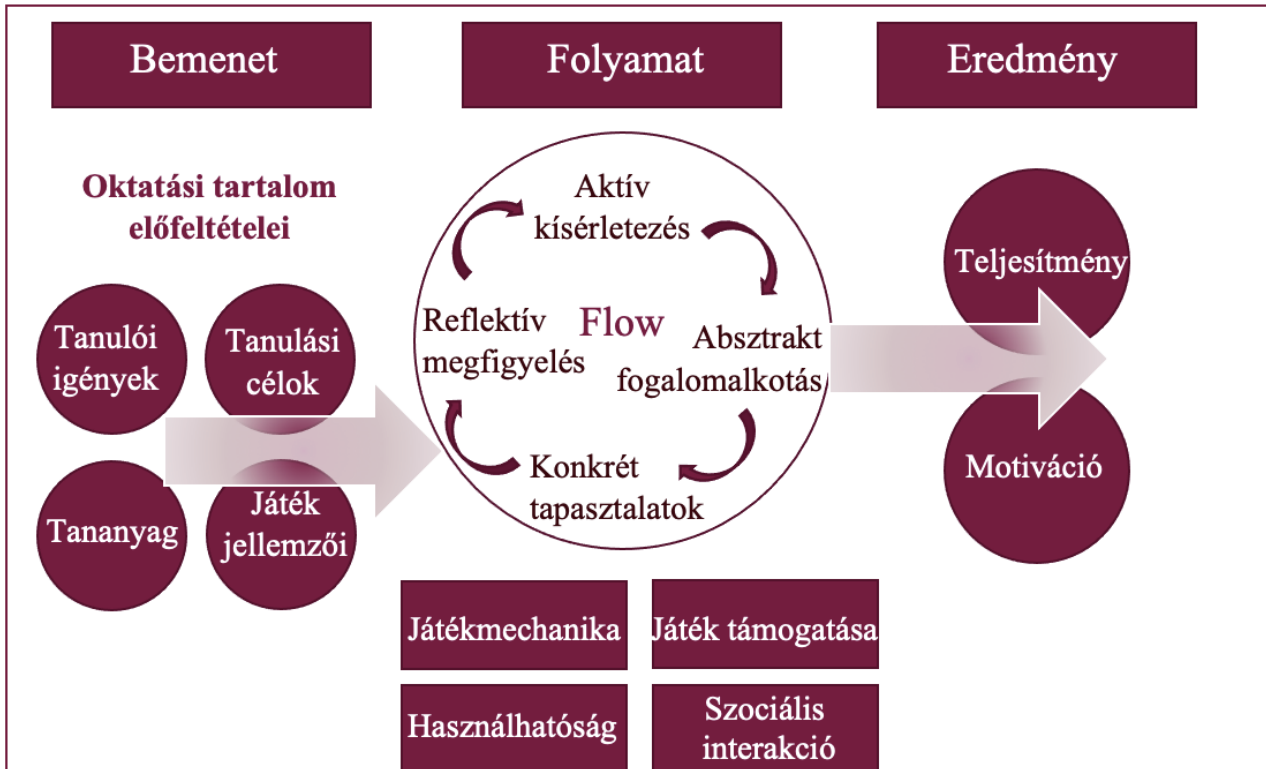 Bemenet
Folyamat
Eredmény
Oktatási tartalom
előfeltételei
Tanulói
igények
Tanulási
célok
Tananyag
Játék
jellemzői
Aktív
kísérletezés
Reflektív
megfigyelés
Flow
Absztrakt
fogalomalkotás
Konkrét
tapasztalatok
Játékmechanika
Játék támogatása
Használhatóság
Szociális
interakció
Teljesítmény
Motiváció